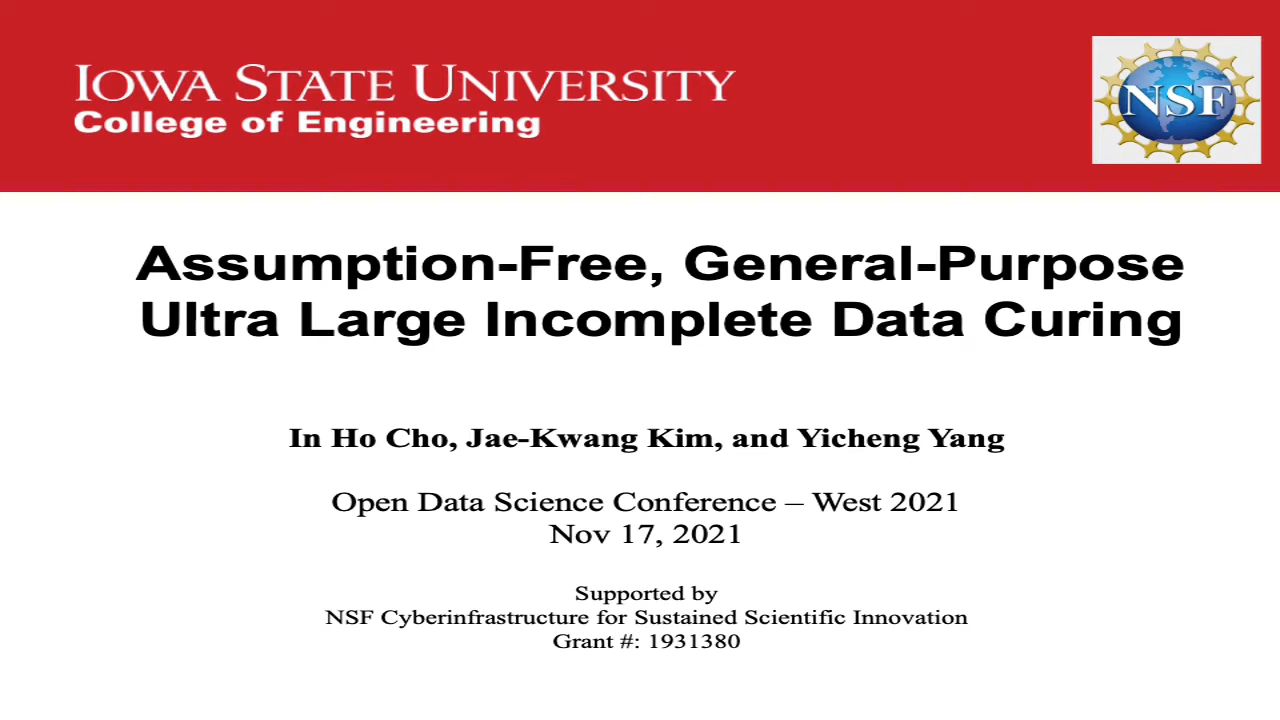 IOWA STATE UNIVERSITY
College of Engineering
NSF
Assumption-Free, General-Purpose
Ultra Large Incomplete Data Curing
In Ho Cho, Jae-Kwang Kim, and Yicheng Yang
Open Data Science Conference – West 2021
Nov 17, 2021
Supported by
NSF Cyberinfrastructure for Sustained Scientific Innovation
Grant #: 1931380